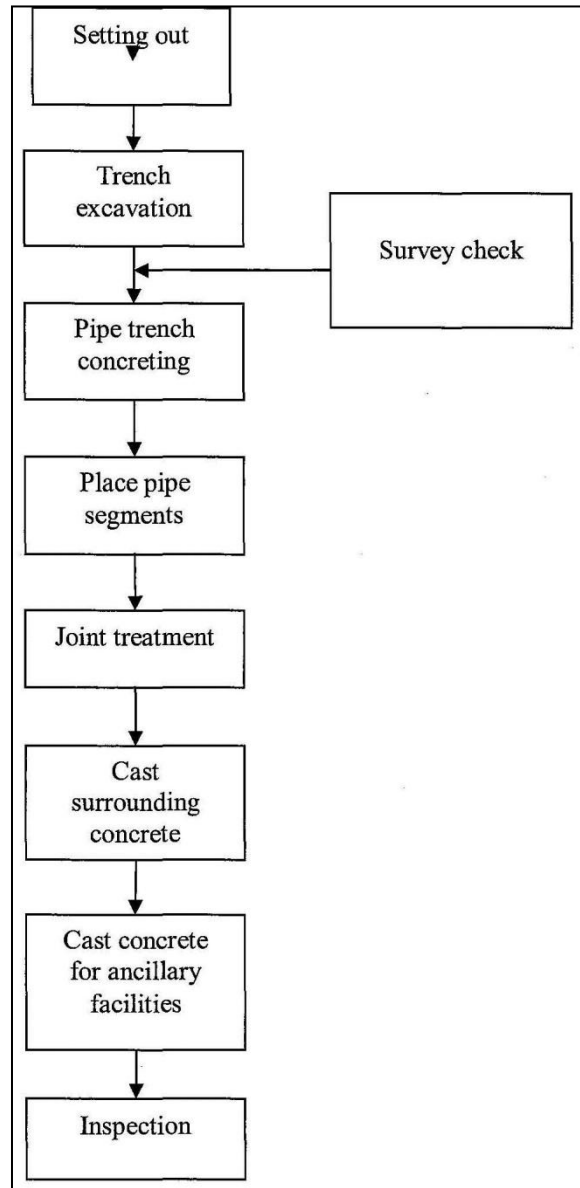 Setting out
Trench
excavation
Survey check
Pipe trench
concreting
Place pipe
segments
Joint treatment
Cast
surrounding
concrete
Cast concrete
for ancillary
facilities
Inspection